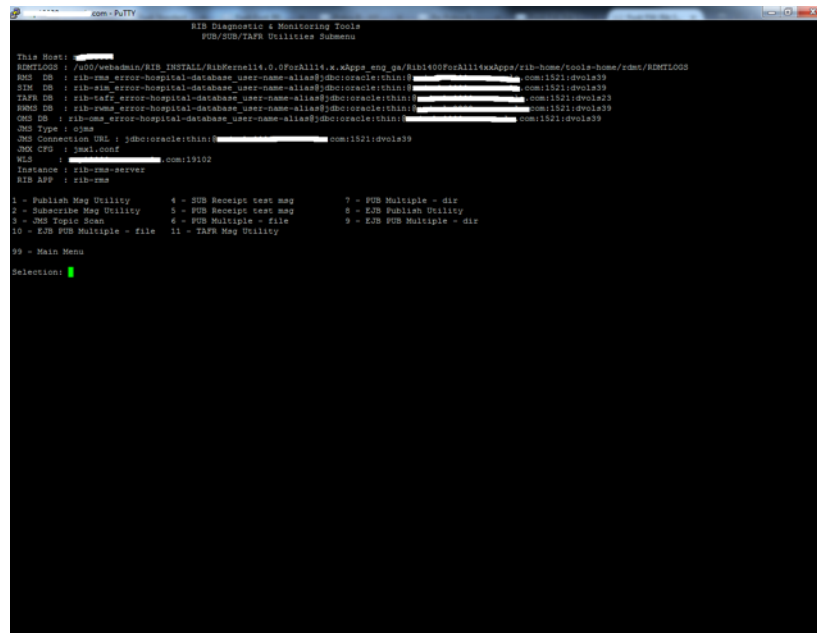 com - PuTTY
RIB Diagnostic & Monitoring Tools
PUB/SUB/TAFR Utilities Submenu
This Host:
RDMTLOGS : /u00/webadmin/RIB_INSTALL/RibKernel14.0.0ForAll14.x.xApps_eng_ga/Rib1400ForAll14xxApps/rib-home/tools-home/rdmt/RDMTLOGS
RMS DB : rib-rms_error-hospital-database_user-name-alias@jdbc:oracle:thin:@ .com:1521:dvols39
SIM DB : rib-sim_error-hospital-database_user-name-alias@jdbc:oracle:thin:@ .com:1521:dvols39
TAFR DB : rib-tafr_error-hospital-database_user-name-alias@jdbc:oracle:thin:@ .com:1521:dvols23
RWMS DB : rib-rwms_error-hospital-database_user-name-alias@jdbc:oracle:thin:@ com:1521:dvols39
OMS DB : rib-oms_error-hospital-database_user-name-alias@jdbc:oracle:thin:@ .com:1521:dvols39
JMS Type : ojms
JMS Connection URL : jdbc:oracle:thin:@ com:1521:dvols39
JMX CFG : jmx1.conf
WLS : .com:19102
Instance : rib-rms-server
RIB APP : rib-rms
1 - Publish Msg Utility 4 - SUB Receipt test msg 7 - PUB Multiple - dir
2 - Subscribe Msg Utility 5 - PUB Receipt test msg 8 - EJB Publish Utility
3 - JMS Topic Scan 6 - PUB Multiple - file 9 - EJB PUB Multiple - dir
10 - EJB PUB Multiple - file 11 - TAFR Msg Utility
99 - Main Menu
Selection: